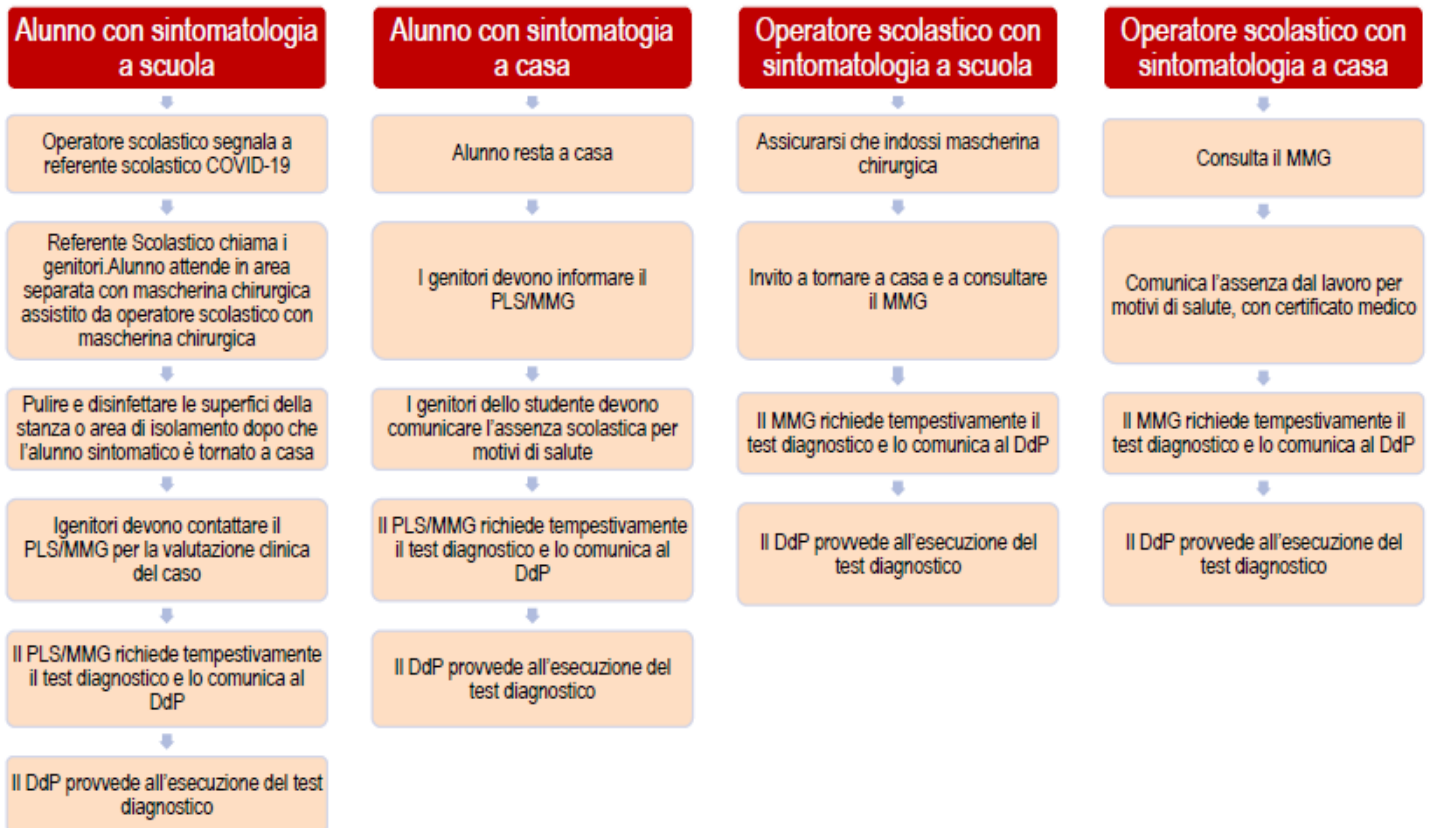 Alunno con sintomatologia
a scuola
Operatore scolastico segnala a
referente scolastico COVID-19
Referente Scolastico chiama i
genitori.Alunno attende in area
separata con mascherina chirurgica
assistito da operatore scolastico con
mascherina chirurgica
Pulire e disinfettare le superfici della
stanza o area di isolamento dopo che
l'alunno sintomatico è tornato a casa
Igenitori devono contattare il
PLS/MMG per la valutazione clinica
del caso
Il PLS/MMG richiede tempestivamente
il test diagnostico e lo comunica al
DdP
Il DdP provvede all'esecuzione del test
diagnostico
Alunno con sintomatogia
a casa
Alunno resta a casa
I genitori devono informare il
PLS/MMG
I genitori dello studente devono
comunicare l'assenza scolastica per
motivi di salute
Il PLS/MMG richiede tempestivamente
il test diagnostico e lo comunica al
DdP
Il DdP provvede all'esecuzione del
test diagnostico
Operatore scolastico con
sintomatologia a scuola
Assicurarsi che indossi mascherina
chirurgica
Invito a tornare a casa e a consultare
il MMG
Il MMG richiede tempestivamente il
test diagnostico e lo comunica al DdP
Il DdP provvede all'esecuzione del
test diagnostico
Operatore scolastico con
sintomatologia a casa
Consulta il MMG
Comunica l'assenza dal lavoro per
motivi di salute, con certificato medico
Il MMG richiede tempestivamente il
test diagnostico e lo comunica al DdP
Il DdP provvede all'esecuzione del
test diagnostico